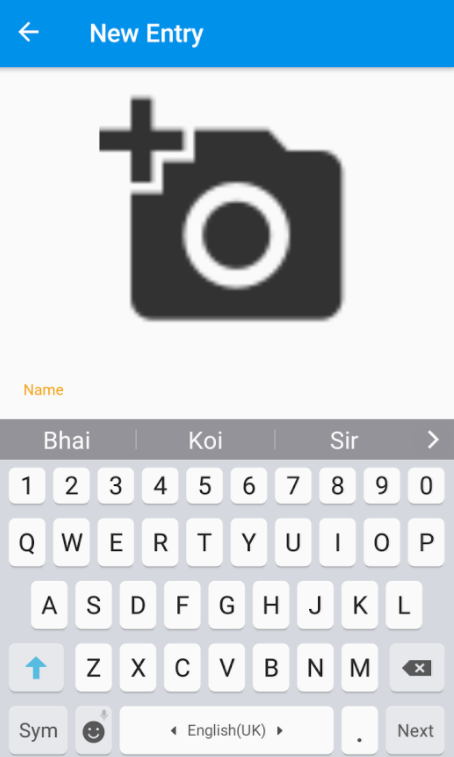 New Entry
Name
Bhai Koi Sir
1 2 3 4 5 6 7 8 9 0
Q W E R T Y U I O P
A S D F G H J K L
Z X C V B N M
Sym English(UK) . Next